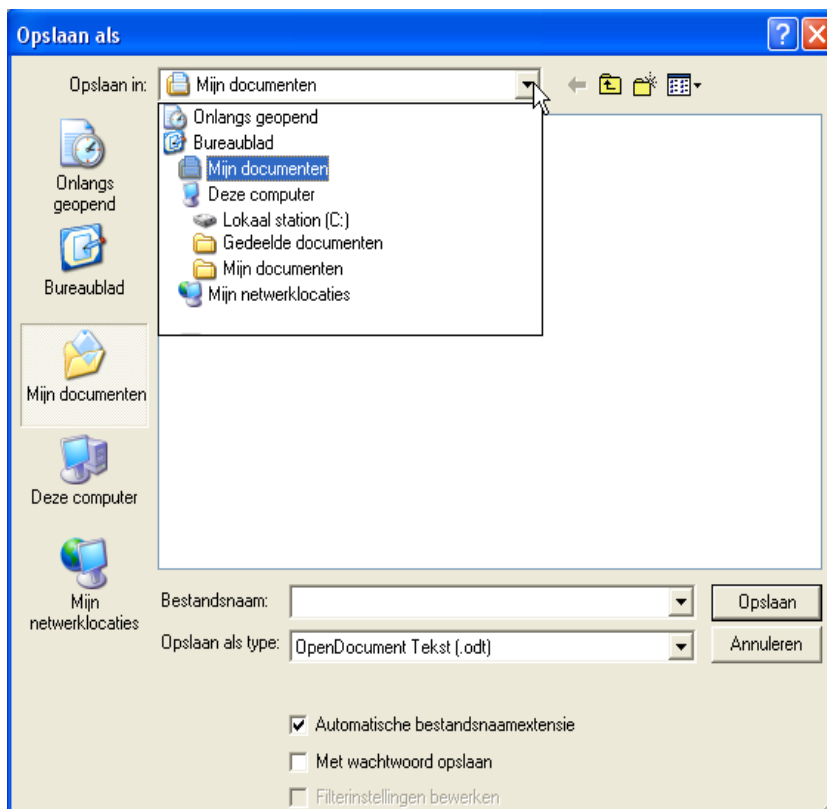 Opslaan als
Opslaan in:
Mijn documenten
Onlangs geopend
Bureaublad
Mijn documenten
Deze computer
Lokaal station (C:)
Gedeelde documenten
Mijn documenten
Mijn netwerklocaties
Onlangs
geopend
Bureaublad
Mijn documenten
Deze computer
Mijn
netwerklocaties
Bestandsnaam:
Opslaan
Opslaan als type:
OpenDocument Tekst (.odt)
Annuleren
Automatische bestandsnaamextensie
Met wachtwoord opslaan
Filterinstellingen bewerken